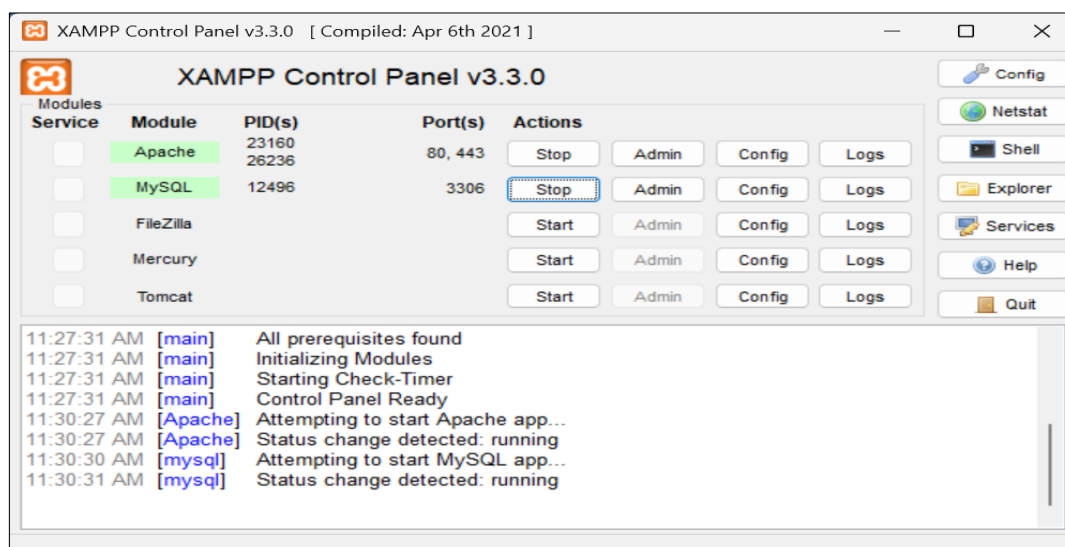 XAMPP Control Panel v3.3.0 [ Compiled: Apr 6th 2021 ]
XAMPP Control Panel v3.3.0
Config
Modules
Service Module PID(s) Port(s) Actions
Netstat
Apache 23160 26236 80, 443 Stop Admin Config Logs
Shell
MySQL 12496 3306 Stop Admin Config Logs
Explorer
FileZilla Start Admin Config Logs
Services
Mercury Start Admin Config Logs
Help
Tomcat Start Admin Config Logs
Quit
11:27:31 AM [main] All prerequisites found
11:27:31 AM [main] Initializing Modules
11:27:31 AM [main] Starting Check-Timer
11:27:31 AM [main] Control Panel Ready
11:30:27 AM [Apache] Attempting to start Apache app...
11:30:27 AM [Apache] Status change detected: running
11:30:30 AM [mysql] Attempting to start MySQL app...
11:30:31 AM [mysql] Status change detected: running